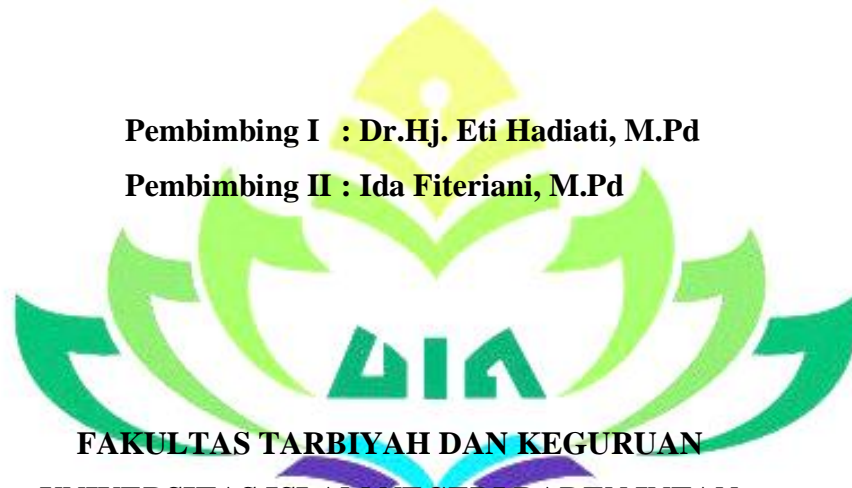 Pembimbing I : Dr.Hj. Eti Hadiati, M.Pd
Pembimbing II : Ida Fiteriani, M.Pd
UIN
FAKULTAS TARBIYAH DAN KEGURUAN